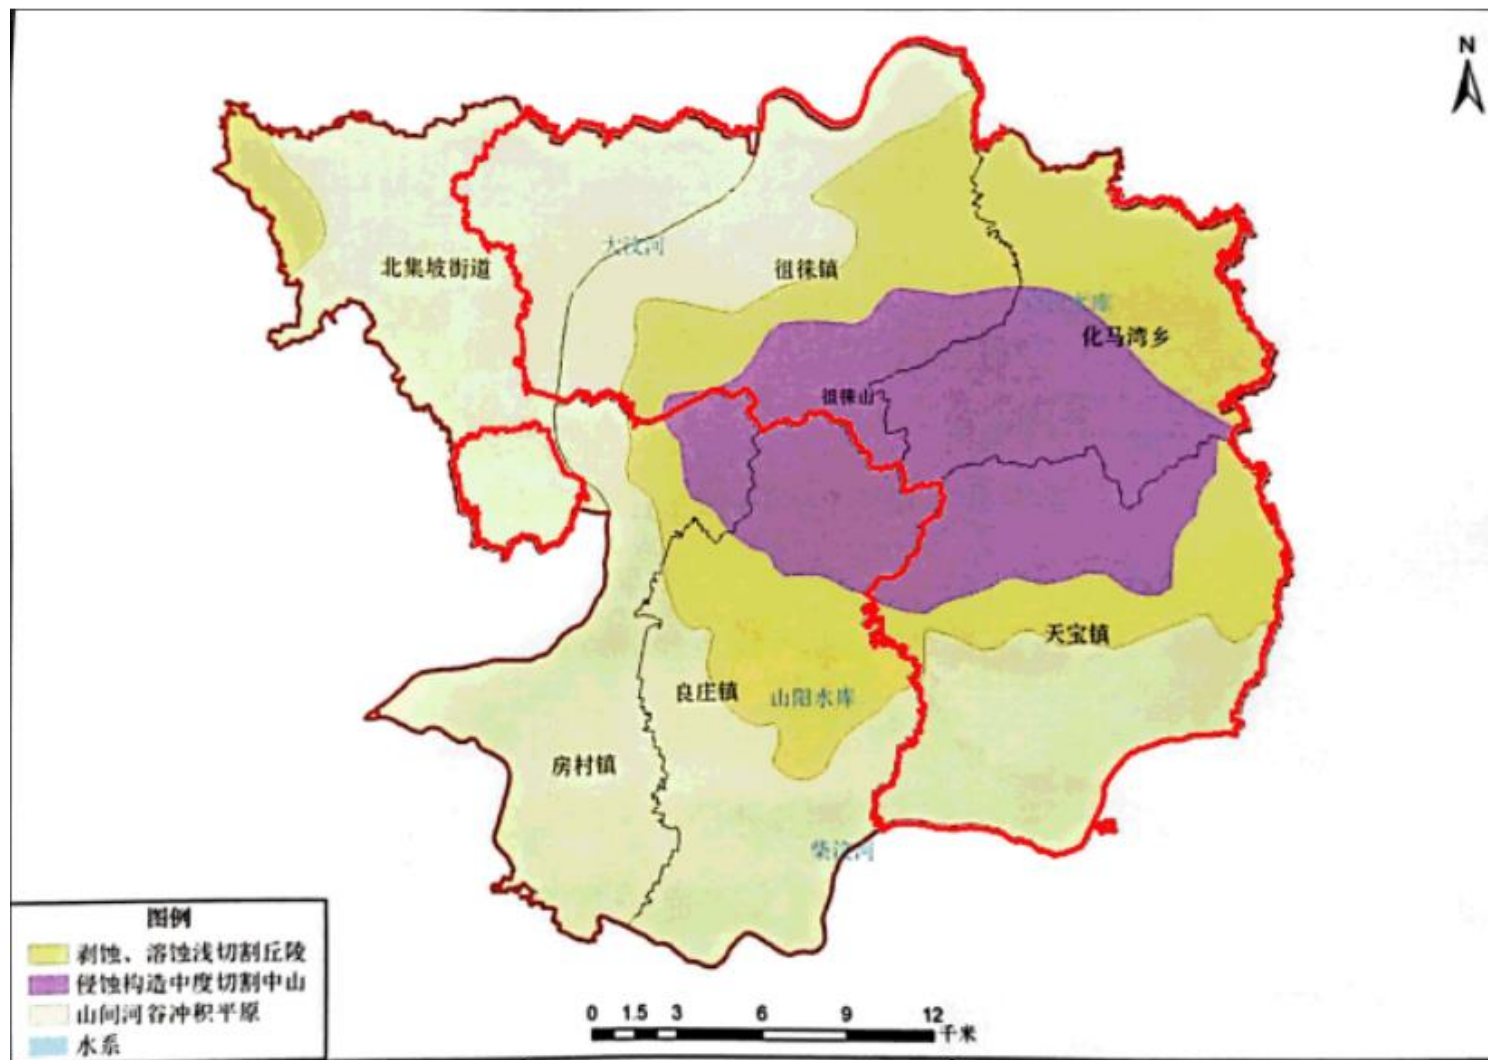 N
大汶河
北集坡街道
徂徕镇
水库
化马湾乡
徂徕山
天宝镇
良庄镇
山阳水库
房村镇
柴汶河
图例
剥蚀、溶蚀浅切割丘陵
侵蚀构造中度切割中山
山间河谷冲积平原
水系
0 1.5 3 6 9 12
千米